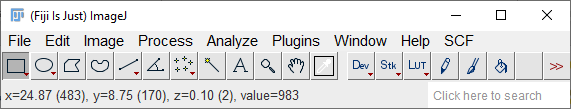 (Fiji Is Just) ImageJ
File Edit Image Process Analyze Plugins Window Help SCF
A Dev Stk LUT >>
x=24.87 (483), y=8.75 (170), z=0.10 (2), value=983 Click here to search